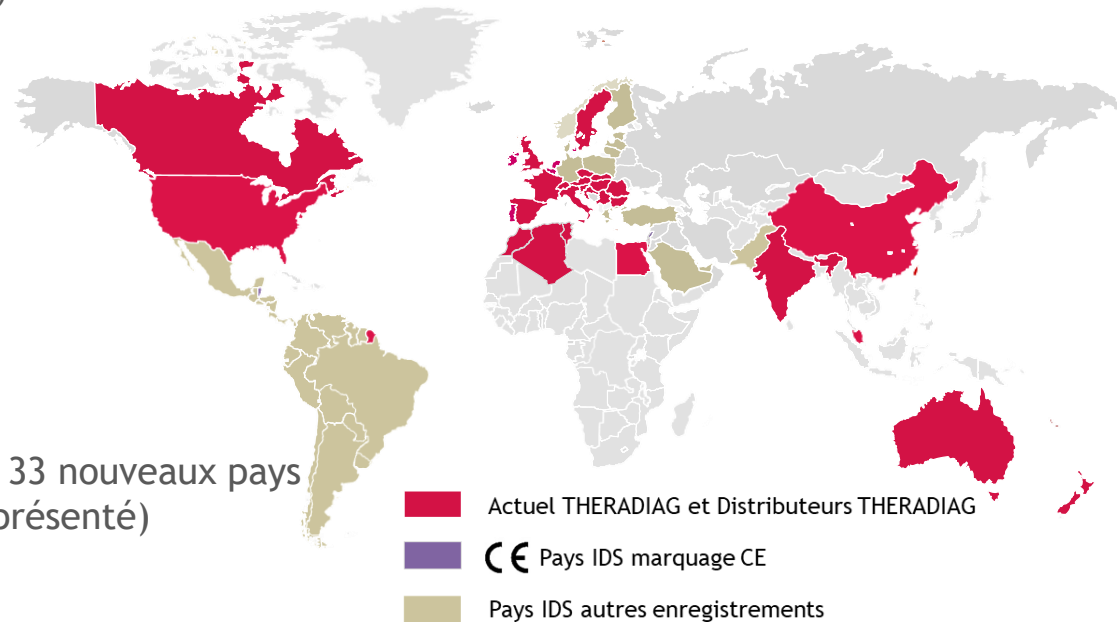 33 nouveaux pays
présenté)
Actuel THERADIAG et Distributeurs THERADIAG
CE Pays IDS marquage CE
Pays IDS autres enregistrements